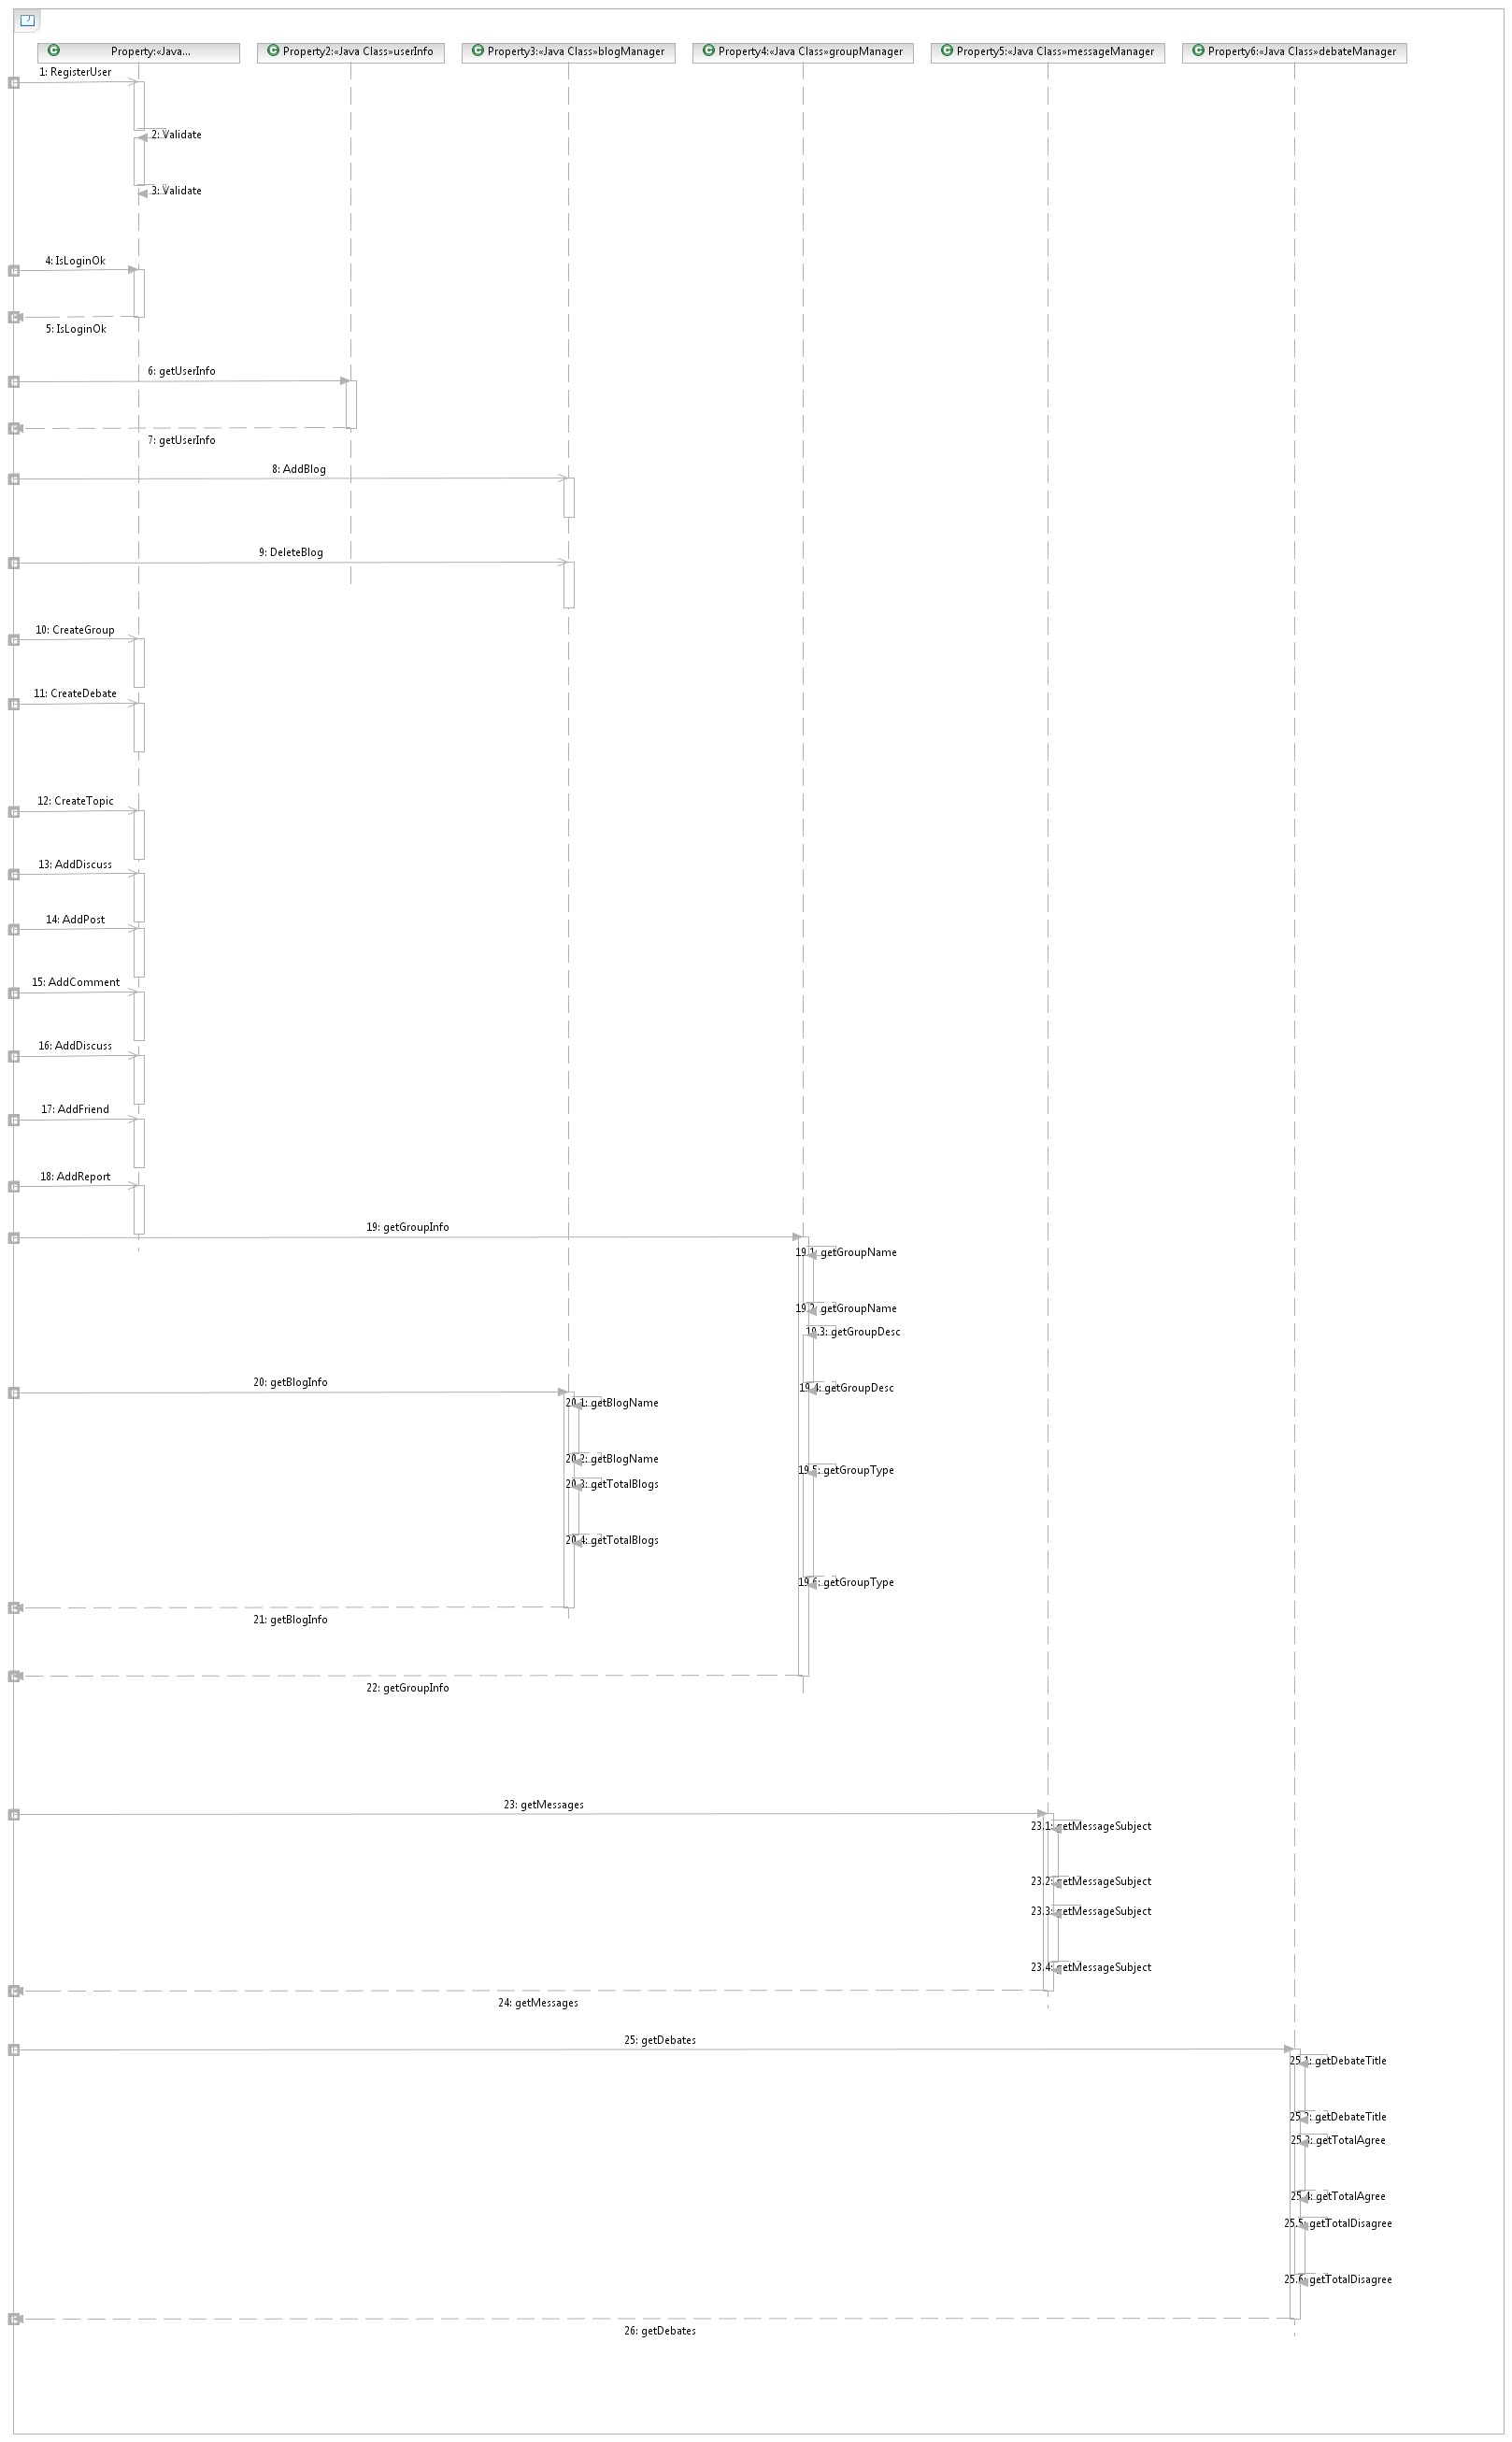 Property:«Java...
Property2:«Java Class»userInfo
Property3:«Java Class»blogManager
Property4:«Java Class»groupManager
Property5:«Java Class»messageManager
Property6:«Java Class»debateManager
1: RegisterUser
2: Validate
3: Validate
4: IsLoginOk
5: IsLoginOk
6: getUserInfo
7: getUserInfo
8: AddBlog
9: DeleteBlog
10: CreateGroup
11: CreateDebate
12: CreateTopic
13: AddDiscuss
14: AddPost
15: AddComment
16: AddDiscuss
17: AddFriend
18: AddReport
19: getGroupInfo
19.1: getGroupName
19.2: getGroupName
19.3: getGroupDesc
20: getBlogInfo
19.4: getGroupDesc
20.1: getBlogName
20.2: getBlogName
19.5: getGroupType
20.3: getTotalBlogs
20.4: getTotalBlogs
19.6: getGroupType
21: getBlogInfo
22: getGroupInfo
23: getMessages
23.1: getMessageSubject
23.2: getMessageSubject
23.3: getMessageSubject
23.4: getMessageSubject
24: getMessages
25: getDebates
25.1: getDebateTitle
25.2: getDebateTitle
25.3: getTotalAgree
25.4: getTotalAgree
25.5: getTotalDisagree
25.6: getTotalDisagree
26: getDebates